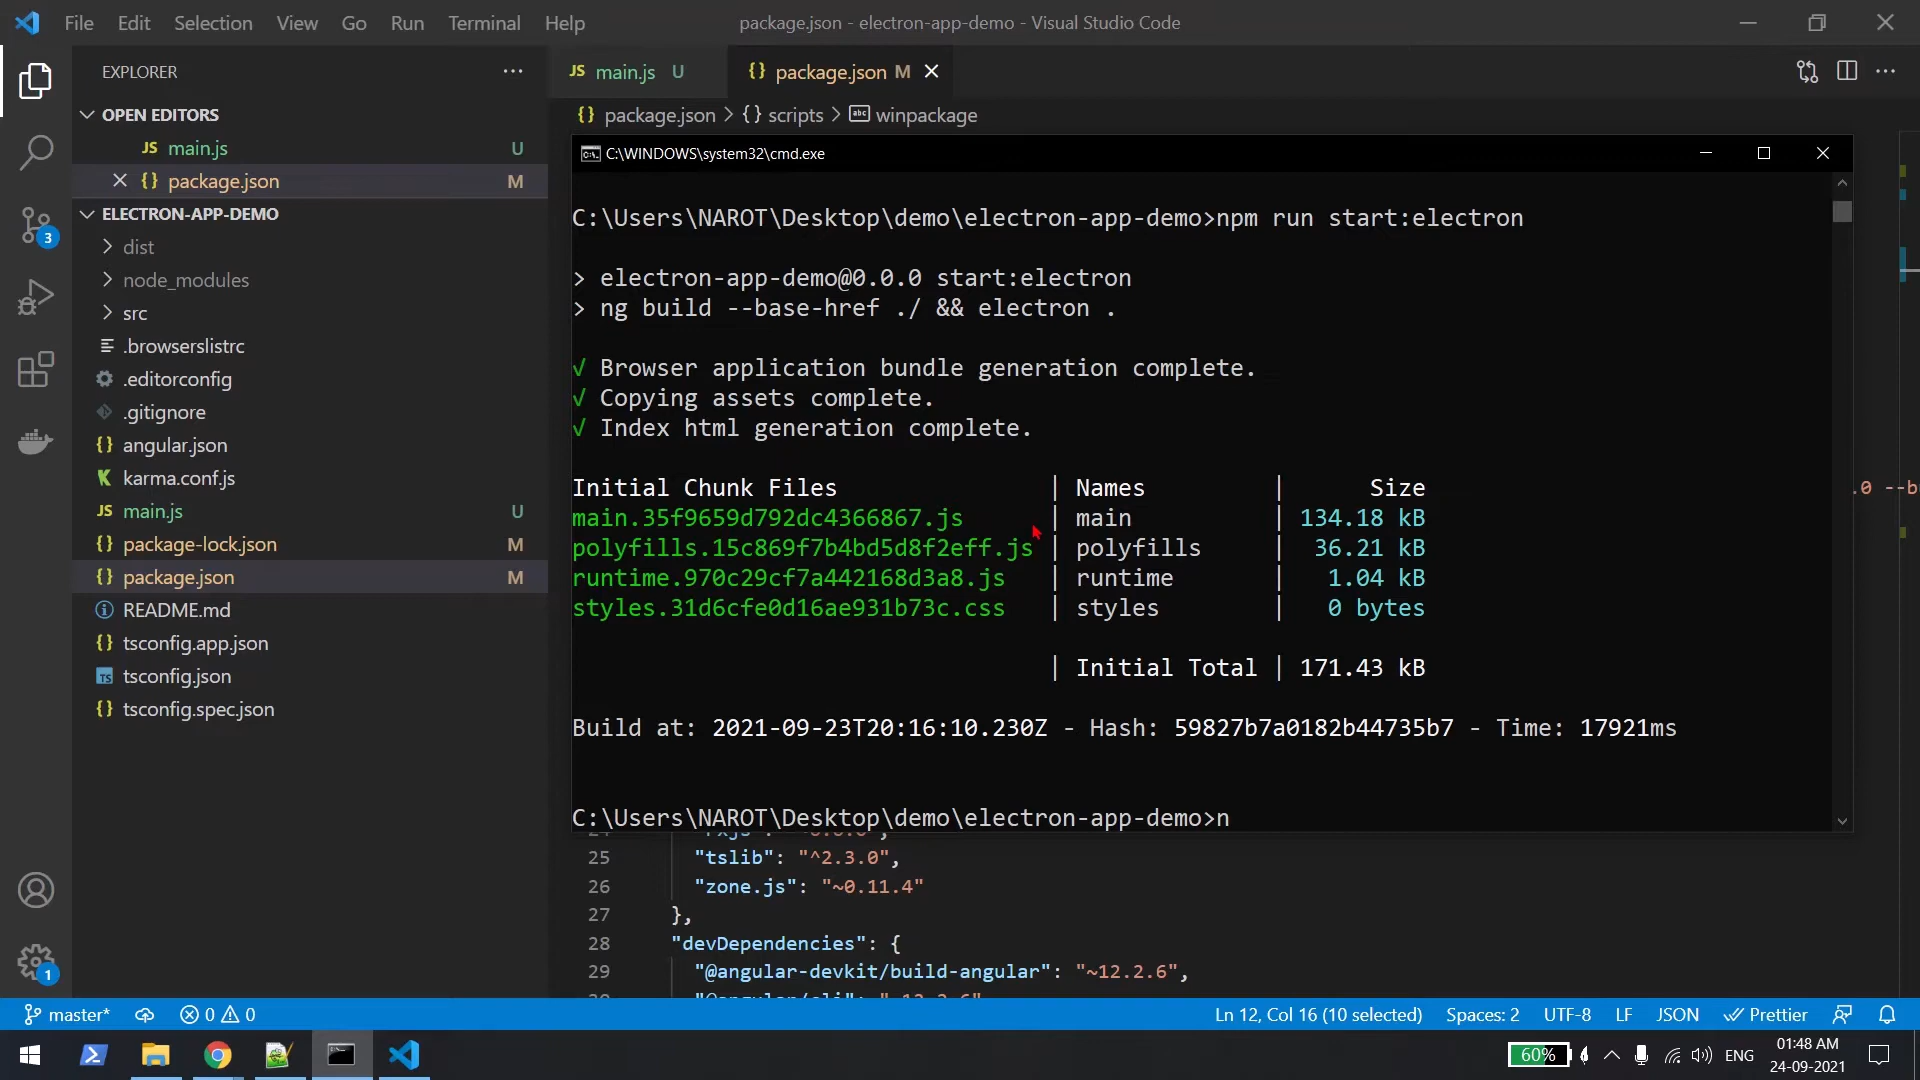 File Edit Selection View Go Run Terminal Help
package.json - electron-app-demo - Visual Studio Code
EXPLORER
OPEN EDITORS
JS main.js U
{} package.json M
ELECTRON-APP-DEMO
dist
node_modules
src
.browserslistrc
.editorconfig
.gitignore
{} angular.json
karma.conf.js
JS main.js U
{} package-lock.json M
{} package.json M
README.md
{} tsconfig.app.json
TS tsconfig.json
{} tsconfig.spec.json
3
1
JS main.js U
{} package.json M
{} package.json > {} scripts > abc winpackage
C:\WINDOWS\system32\cmd.exe
C:\Users\NAROT\Desktop\demo\electron-app-demo>npm run start:electron
> electron-app-demo@0.0.0 start:electron
> ng build --base-href ./ && electron .
√ Browser application bundle generation complete.
√ Copying assets complete.
√ Index html generation complete.
Initial Chunk Files | Names | Size
main.35f9659d792dc4366867.js | main | 134.18 kB
polyfills.15c869f7b4bd5d8f2eff.js | polyfills | 36.21 kB
runtime.970c29cf7a442168d3a8.js | runtime | 1.04 kB
styles.31d6cfe0d16ae931b73c.css | styles | 0 bytes
| Initial Total | 171.43 kB
Build at: 2021-09-23T20:16:10.230Z - Hash: 59827b7a0182b44735b7 - Time: 17921ms
C:\Users\NAROT\Desktop\demo\electron-app-demo>n
.0 --bu
25 "tslib": "^2.3.0",
26 "zone.js": "~0.11.4"
27 },
28 "devDependencies": {
29 "@angular-devkit/build-angular": "~12.2.6",
master* 0 0
Ln 12, Col 16 (10 selected) Spaces: 2 UTF-8 LF JSON Prettier
60% ENG 01:48 AM
24-09-2021